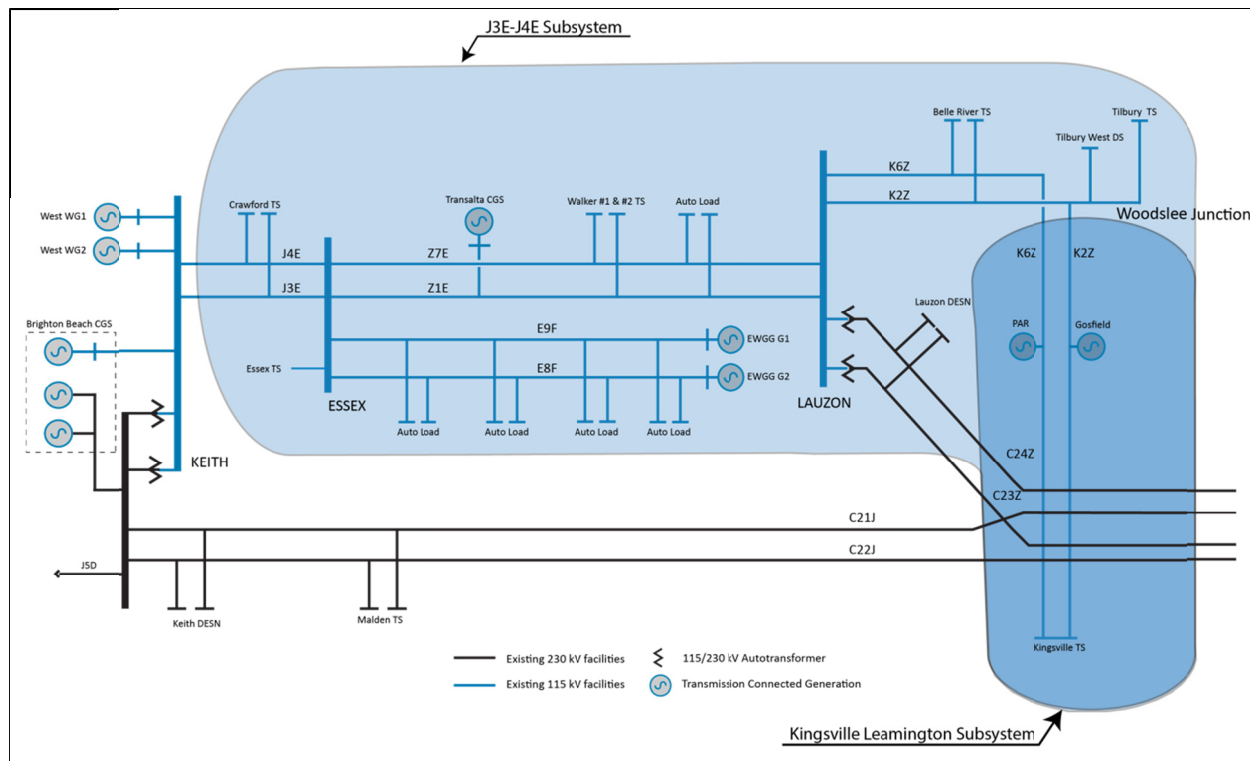 J3E-J4E Subsystem
Belle River TS
Tilbury TS
Tilbury West DS
K6Z
K2Z
Woodslee Junction
West WG1
West WG2
Crawford TS
Transalta CGS
Walker #1 & #2 TS
Auto Load
J4E
Z7E
J3E
Z1E
K6Z
K2Z
Lauzon DESN
Brighton Beach CGS
PAR
Gosfield
E9F
EWGG G1
Essex TS
E8F
EWGG G2
ESSEX
LAUZON
Auto Load
Auto Load
Auto Load
Auto Load
KEITH
C24Z
C23Z
C21J
C22J
J5D
Keith DESN
Malden TS
Kingsville TS
Existing 230 kV facilities
115/230 kV Autotransformer
Existing 115 kV facilities
Transmission Connected Generation
Kingsville Leamington Subsystem